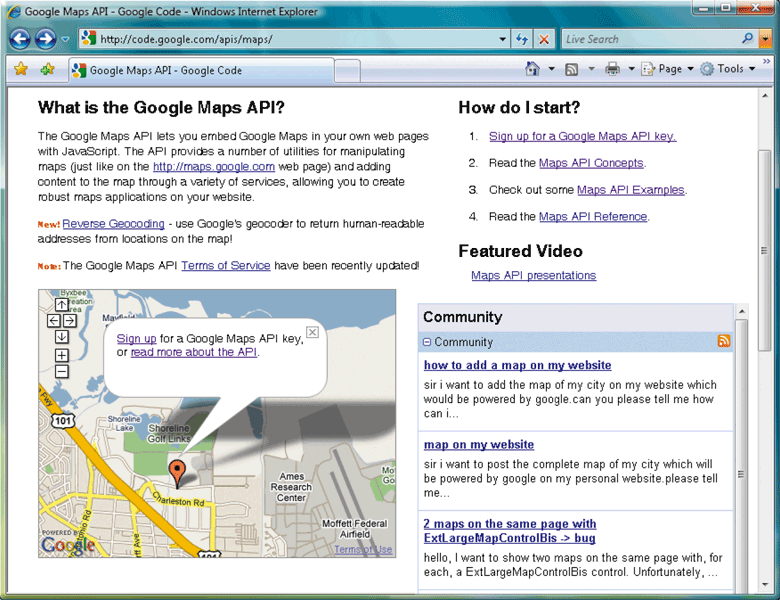 Google Maps API - Google Code - Windows Internet Explorer
http://code.google.com/apis/maps/
Live Search
Google Maps API - Google Code
Page
Tools
What is the Google Maps API?
The Google Maps API lets you embed Google Maps in your own web pages
with JavaScript. The API provides a number of utilities for manipulating
maps (just like on the http://maps.google.com web page) and adding
content to the map through a variety of services, allowing you to create
robust maps applications on your website.
New! Reverse Geocoding - use Google's geocoder to return human-readable
addresses from locations on the map!
Note: The Google Maps API Terms of Service have been recently updated!
Byxbee
Sign up for a Google Maps API key,
or read more about the API.
101
Shoreline
Lake
Shoreline
Golf Links
Ames
Research
Center
Charleston Rd
Moffett Federal
Airfield
101
POWERED BY
Google
Terms of Use
How do I start?
1. Sign up for a Google Maps API key.
2. Read the Maps API Concepts.
3. Check out some Maps API Examples.
4. Read the Maps API Reference.
Featured Video
Maps API presentations
Community
Community
how to add a map on my website
sir i want to add the map of my city on my website which
would be powered by google.can you please tell me how
can i...
map on my website
sir i want to post the complete map of my city which will
be powered by google on my personal website.please tell
me...
2 maps on the same page with
ExtLargeMapControlBis -> bug
hello, I want to show two maps on the same page with, for
each, a ExtLargeMapControlBis control. Unfortunately, ...